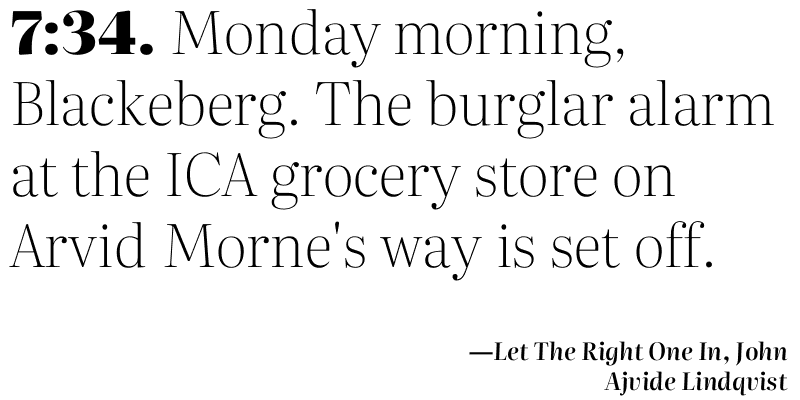 7:34. Monday morning,
Blackeberg. The burglar alarm
at the ICA grocery store on
Arvid Morne's way is set off.
—Let The Right One In, John
Ajvide Lindqvist